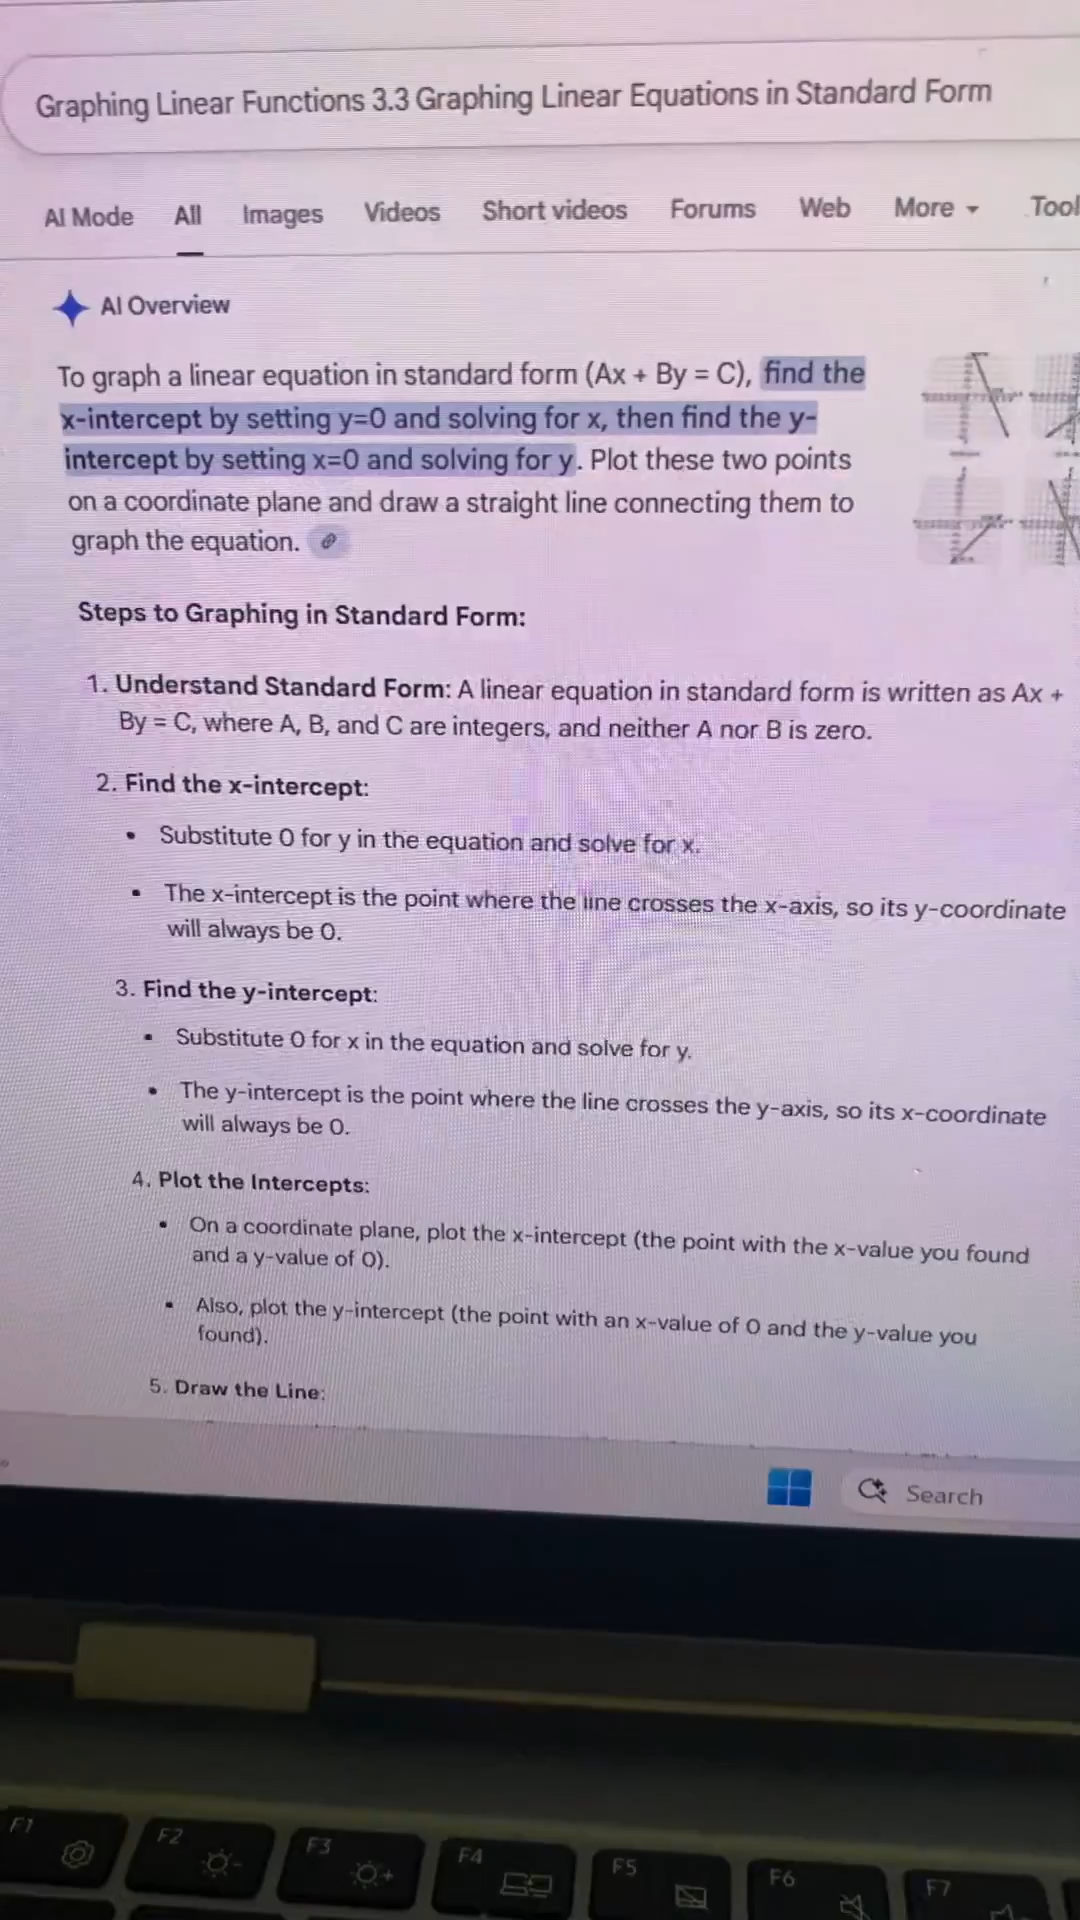 Graphing Linear Functions 3.3 Graphing Linear Equations in Standard Form
AI Mode All Images Videos Short videos Forums Web More Tool
AI Overview
To graph a linear equation in standard form (Ax + By = C), find the
x-intercept by setting y=0 and solving for x, then find the y-
intercept by setting x=0 and solving for y. Plot these two points
on a coordinate plane and draw a straight line connecting them to
graph the equation.
Steps to Graphing in Standard Form:
1. Understand Standard Form: A linear equation in standard form is written as Ax +
By = C, where A, B, and C are integers, and neither A nor B is zero.
2. Find the x-intercept:
• Substitute 0 for y in the equation and solve for x.
• The x-intercept is the point where the line crosses the x-axis, so its y-coordinate
will always be 0.
3. Find the y-intercept:
• Substitute 0 for x in the equation and solve for y.
• The y-intercept is the point where the line crosses the y-axis, so its x-coordinate
will always be 0.
4. Plot the Intercepts:
• On a coordinate plane, plot the x-intercept (the point with the x-value you found
and a y-value of 0).
• Also, plot the y-intercept (the point with an x-value of 0 and the y-value you
found).
5. Draw the Line:
Search
F1 F2 F3 F4 F5 F6 F7